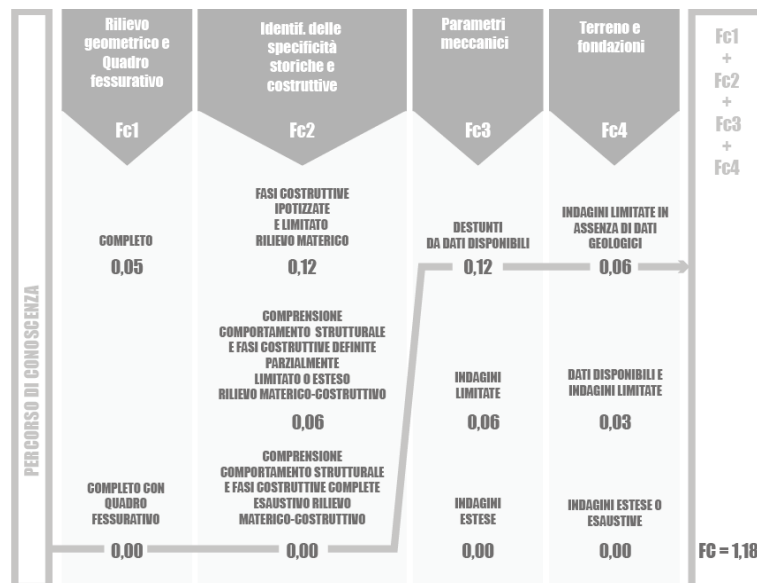 Rilievo
geometrico e
Quadro
fessurativo
Fc1
Identif. delle
specificità
storiche e
costruttive
Fc2
Parametri
meccanici
Fc3
Terreno e
fondazioni
Fc4
Fc1
+
Fc2
+
Fc3
+
Fc4
PERCORSO DI CONOSCENZA
COMPLETO
0,05
FASI COSTRUTTIVE
IPOTIZZATE
E LIMITATO
RILIEVO MATERICO
0,12
DESTUNTI
DA DATI DISPONIBILI
0,12
INDAGINI LIMITATE IN
ASSENZA DI DATI
GEOLOGICI
0,06
COMPRENSIONE
COMPORTAMENTO STRUTTURALE
E FASI COSTRUTTIVE DEFINITE
PARZIALMENTE
LIMITATO O ESTESO
RILIEVO MATERICO-COSTRUTTIVO
0,06
INDAGINI
LIMITATE
0,06
DATI DISPONIBILI E
INDAGINI LIMITATE
0,03
COMPLETO CON
QUADRO
FESSURATIVO
0,00
COMPRENSIONE
COMPORTAMENTO STRUTTURALE
E FASI COSTRUTTIVE COMPLETE
ESAUSTIVO RILIEVO
MATERICO-COSTRUTTIVO
0,00
INDAGINI
ESTESE
0,00
INDAGINI ESTESE O
ESAUSTIVE
0,00
FC = 1,18